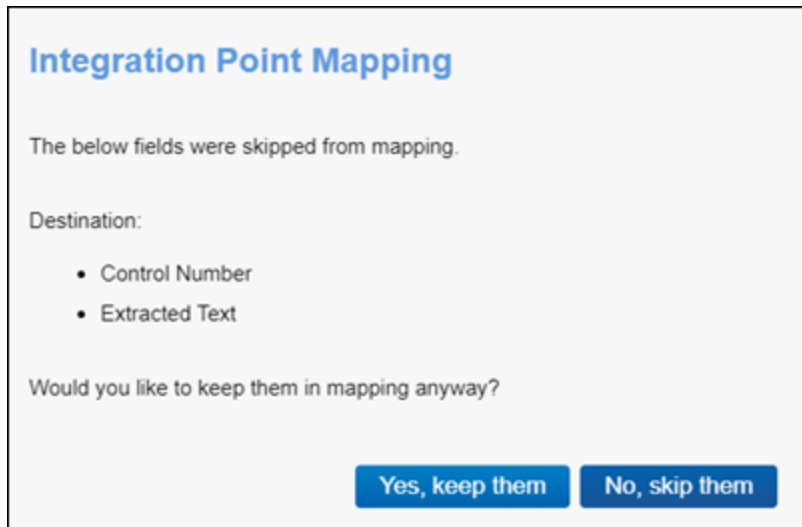 Integration Point Mapping
The below fields were skipped from mapping.
Destination:
• Control Number
• Extracted Text
Would you like to keep them in mapping anyway?
Yes, keep them No, skip them